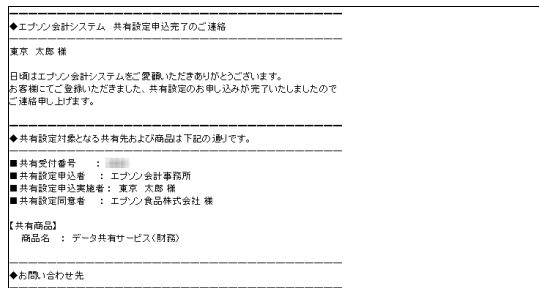 ◆エプソン会計システム 共有設定申込完了のご連絡
東京 太郎 様
日頃はエプソン会計システムをご愛顧いただきありがとうございます。
お客様にてご登録いただきました、共有設定のお申し込みが完了いたしましたので
ご連絡申し上げます。
◆共有設定対象となる共有先および商品は下記の通りです。
■共有受付番号 :
■共有設定申込者 : エプソン会計事務所
■共有設定申込実施者: 東京 太郎 様
■共有設定同意者 : エプソン食品株式会社 様
【共有商品】
商品名 : データ共有サービス(財務)
◆お問い合わせ先